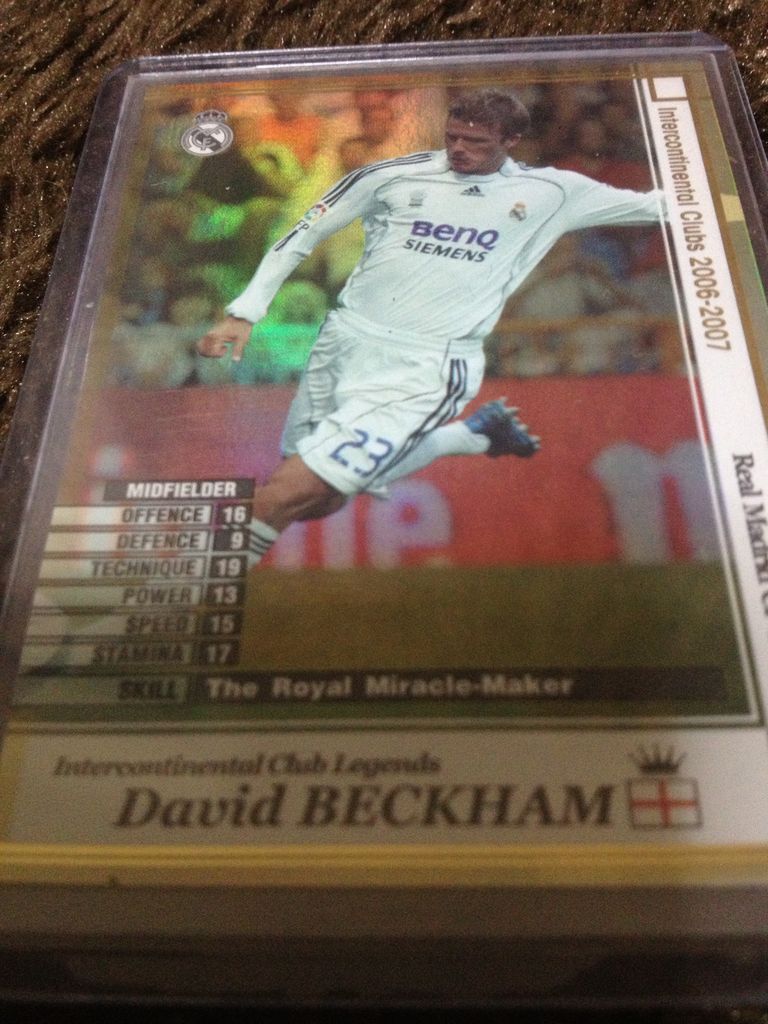 Intercontinental Clubs 2006-2007
Real Madrid
BenQ
SIEMENS
23
MIDFIELDER
OFFENCE 16
DEFENCE 9
TECHNIQUE 19
POWER 13
SPEED 15
STAMINA 17
SKILL The Royal Miracle-Maker
Intercontinental Club Legends
David BECKHAM